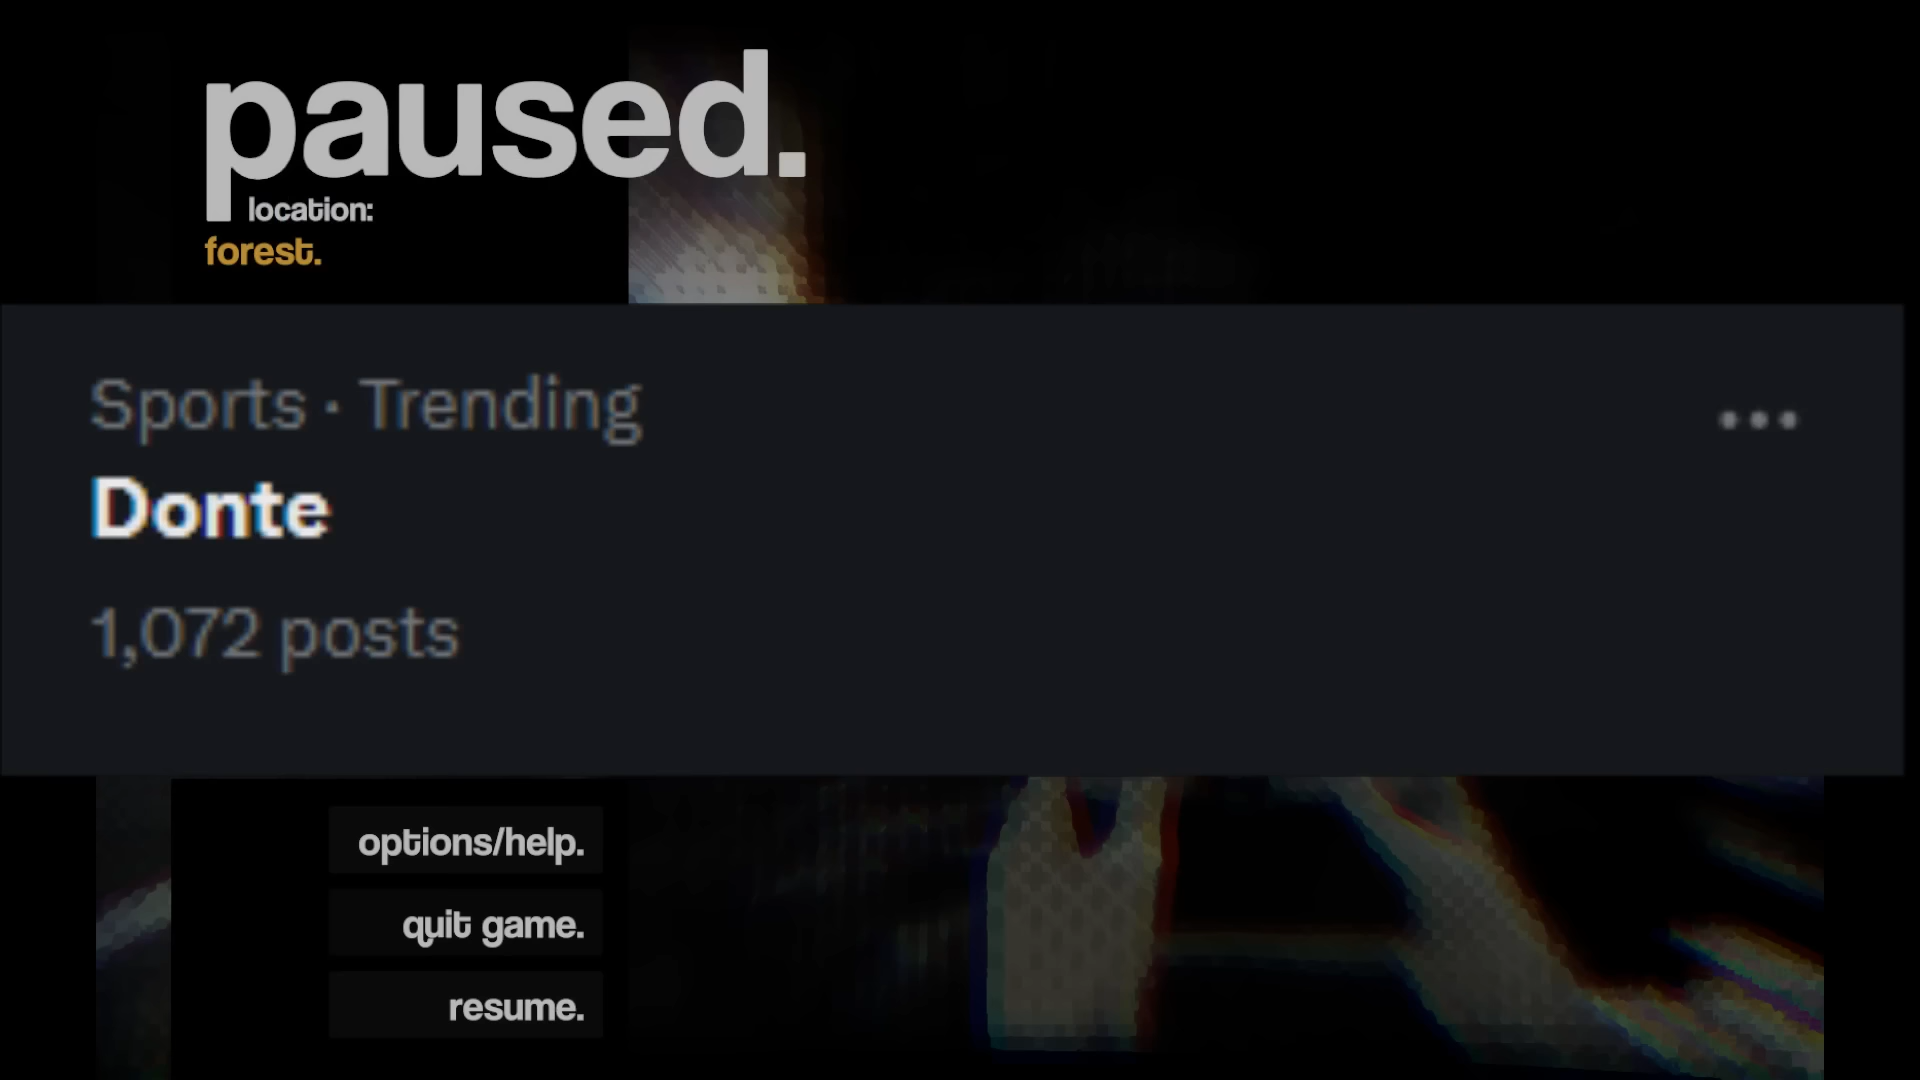 paused.
location:
forest.
Sports · Trending
Donte
1,072 posts
options/help.
quit game.
resume.